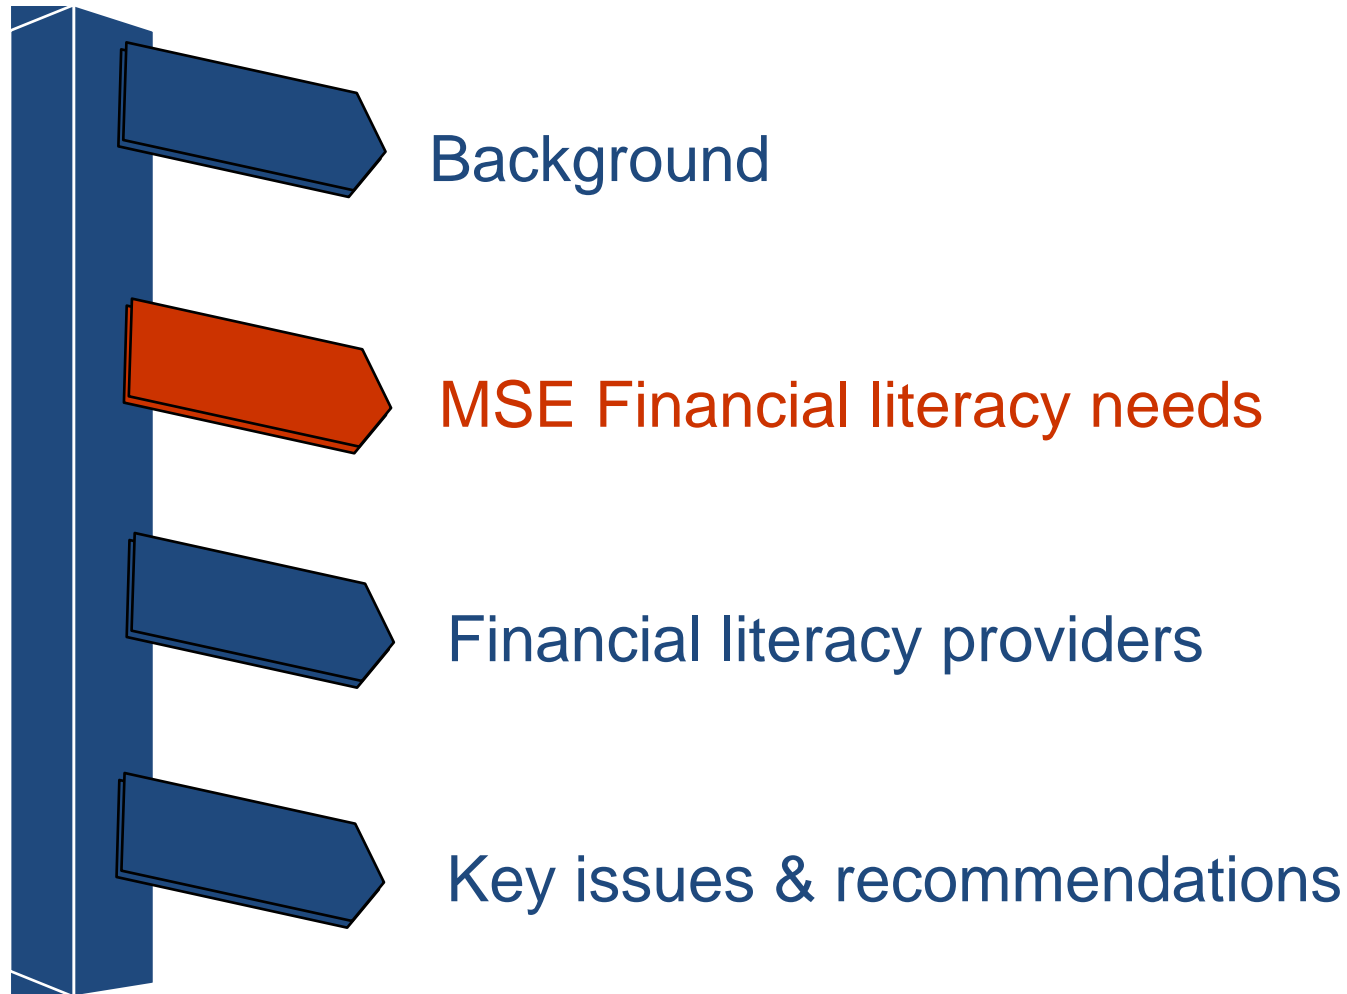 Background
MSE Financial literacy needs
Financial literacy providers
Key issues & recommendations